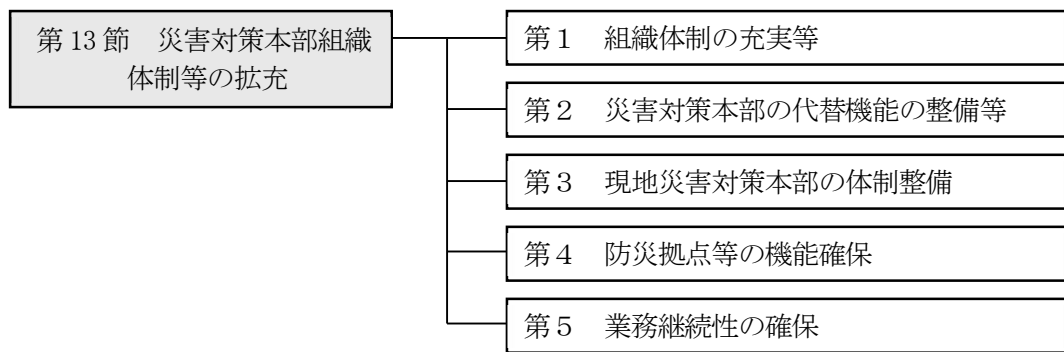 第13節　災害対策本部組織
体制等の拡充
第１　組織体制の充実等
第２　災害対策本部の代替機能の整備等
第３　現地災害対策本部の体制整備
第４　防災拠点等の機能確保
第５　業務継続性の確保